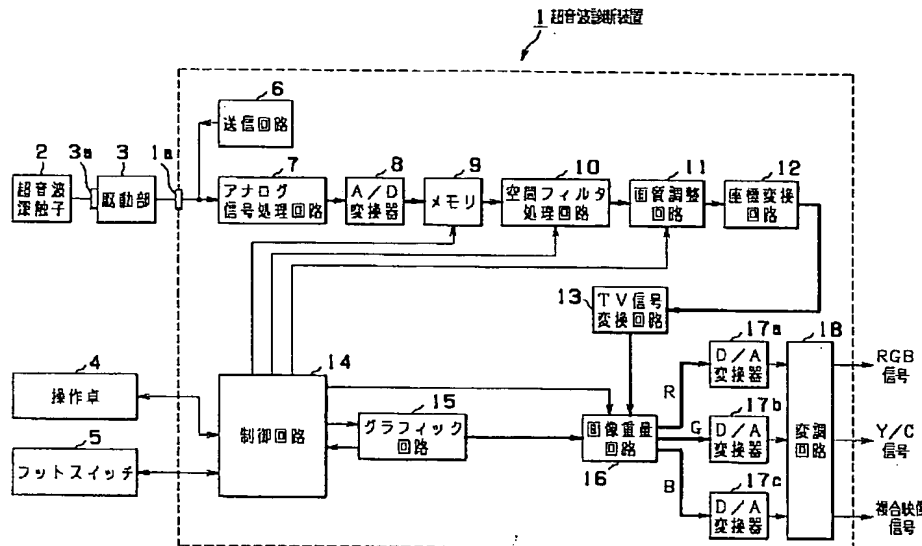 1 超音波診断装置
6
送信回路
2
超音波
探触子
3a
3
駆動部
1a
7
アナログ
信号処理回路
8
A/D
変換器
9
メモリ
10
空間フィルタ
処理回路
11
画質調整
回路
12
座標変換
回路
13
TV信号
変換回路
4
操作卓
5
フットスイッチ
14
制御回路
15
グラフィック
回路
画像重畳回路
16
R
G
B
17a
D/A
変換器
17b
D/A
変換器
17c
D/A
変換器
18
変調
回路
RGB
信号
Y/C
信号
複合映像
信号